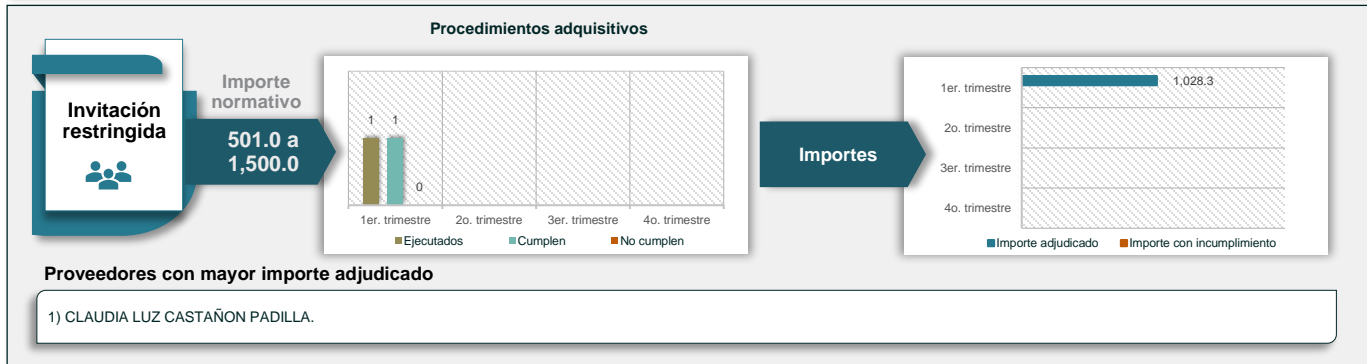 Procedimientos adquisitivos
Invitación
restringida
Importe
normativo
501.0 a
1,500.0
1
1
0
1er. trimestre
2o. trimestre
3er. trimestre
4o. trimestre
Ejecutados
Cumplen
No cumplen
Importes
1er. trimestre
1,028.3
2o. trimestre
3er. trimestre
4o. trimestre
Importe adjudicado
Importe con incumplimiento
Proveedores con mayor importe adjudicado
1) CLAUDIA LUZ CASTAÑON PADILLA.